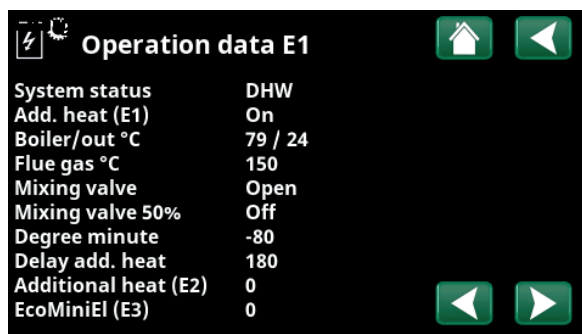 Operation data E1
System status DHW
Add. heat (E1) On
Boiler/out °C 79 / 24
Flue gas °C 150
Mixing valve Open
Mixing valve 50% Off
Degree minute -80
Delay add. heat 180
Additional heat (E2) 0
EcoMiniEl (E3) 0